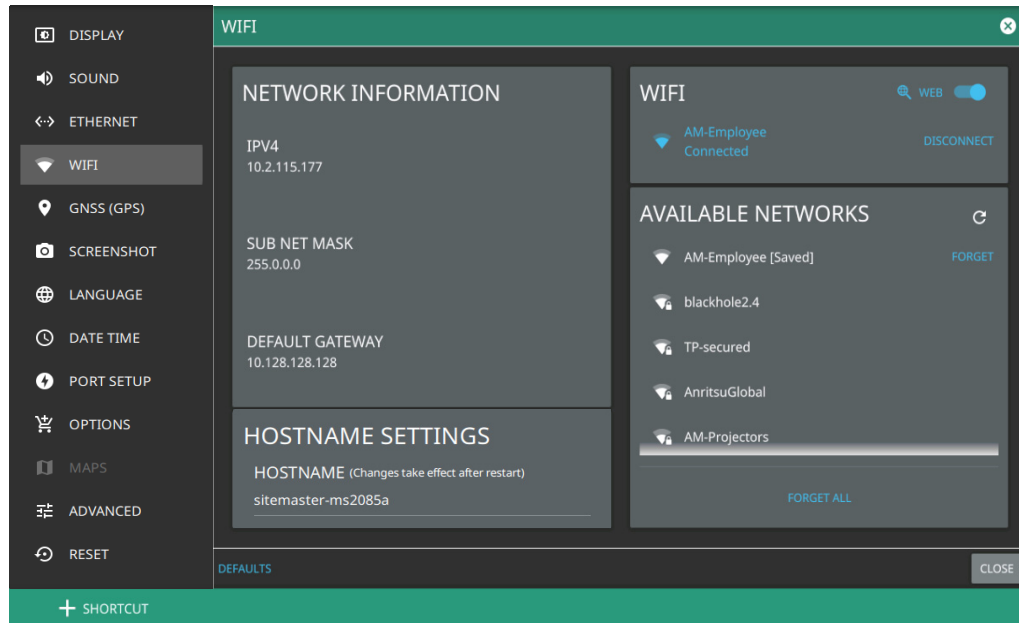 DISPLAY
SOUND
ETHERNET
WIFI
GNSS (GPS)
SCREENSHOT
LANGUAGE
DATE TIME
PORT SETUP
OPTIONS
MAPS
ADVANCED
RESET
SHORTCUT
WIFI
NETWORK INFORMATION
IPV4
10.2.115.177
SUB NET MASK
255.0.0.0
DEFAULT GATEWAY
10.128.128.128
HOSTNAME SETTINGS
HOSTNAME (Changes take effect after restart)
sitemaster-ms2085a
WIFI WEB
AM-Employee
Connected
DISCONNECT
AVAILABLE NETWORKS
AM-Employee [Saved] FORGET
blackhole2.4
TP-secured
AnritsuGlobal
AM-Projectors
FORGET ALL
DEFAULTS
CLOSE